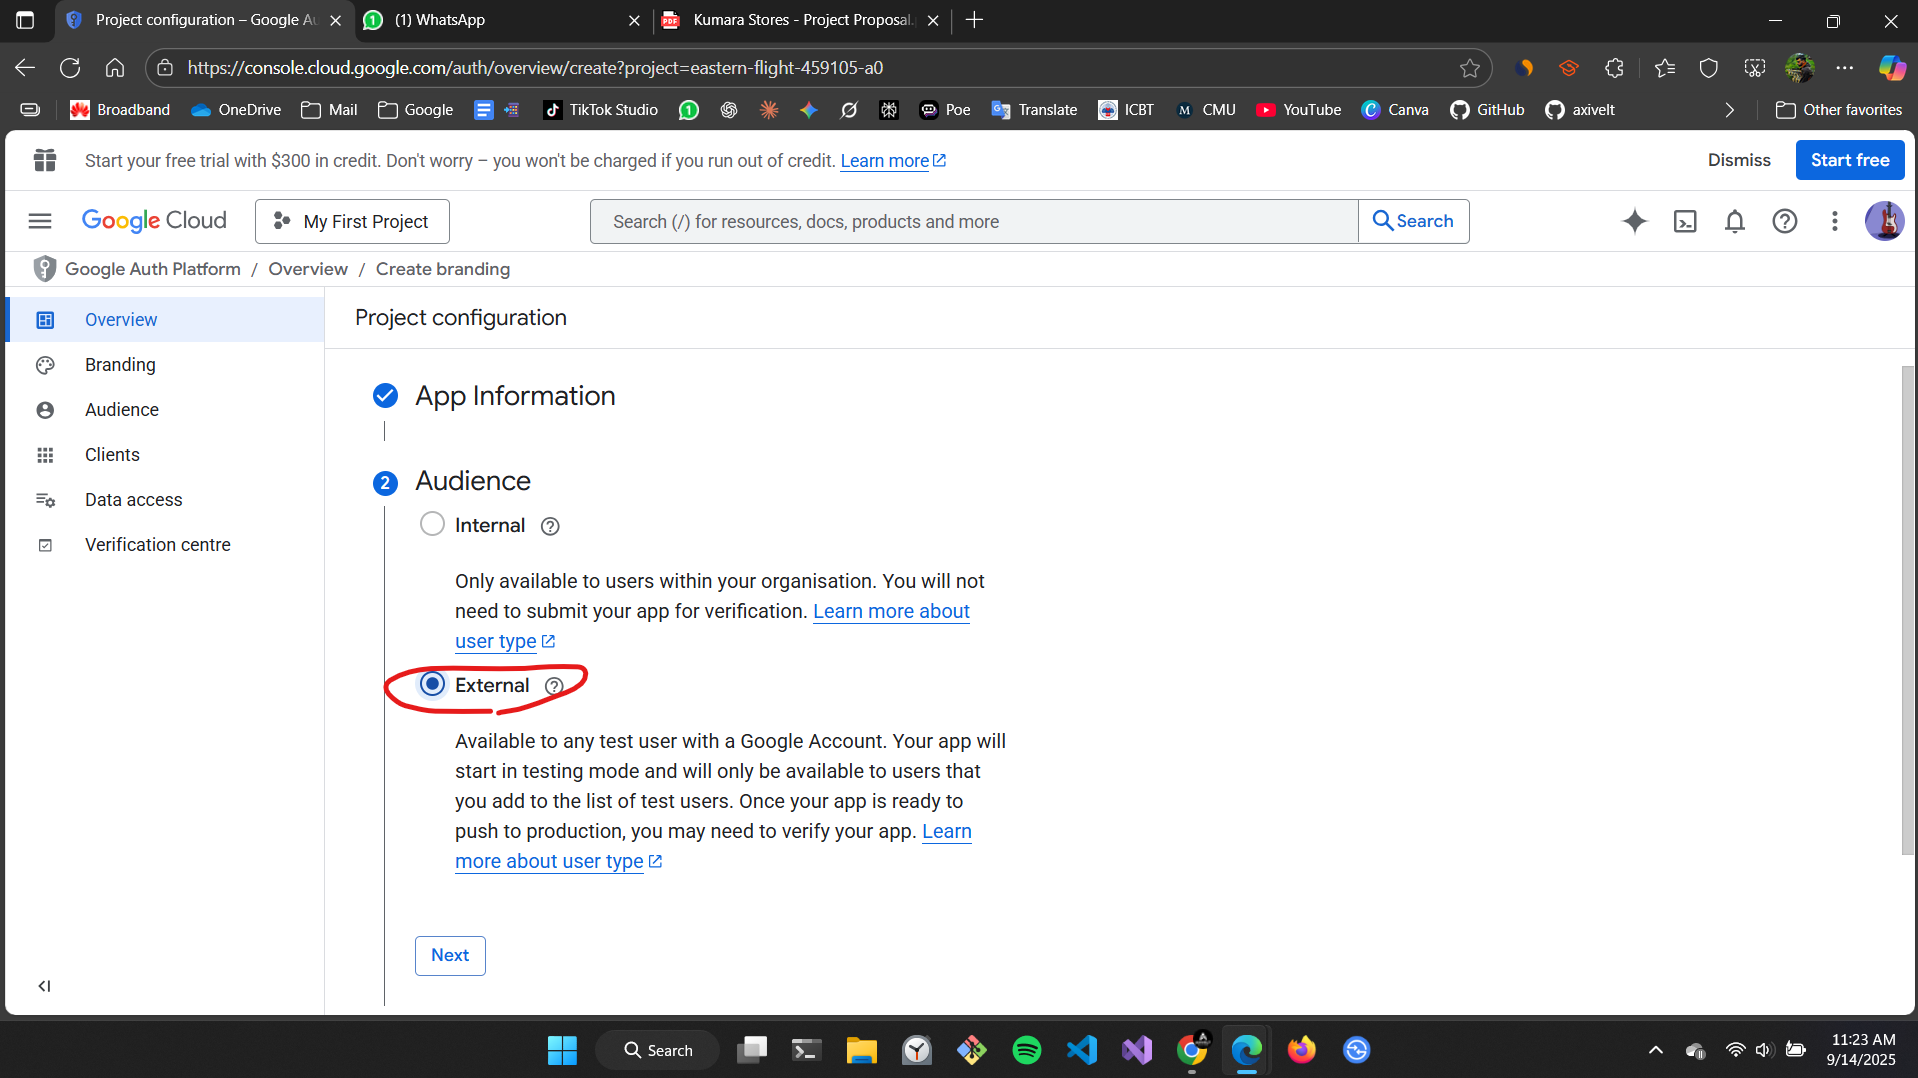 Project configuration – Google Au
(1) WhatsApp
Kumara Stores - Project Proposal.
https://console.cloud.google.com/auth/overview/create?project=eastern-flight-459105-a0
Broadband
OneDrive
Mail
Google
TikTok Studio
Poe
Translate
ICBT
CMU
YouTube
Canva
GitHub
axivelt
Other favorites
Start your free trial with $300 in credit. Don't worry – you won't be charged if you run out of credit. Learn more
Dismiss
Start free
Google Cloud
My First Project
Search (/) for resources, docs, products and more
Search
Google Auth Platform / Overview / Create branding
Overview
Branding
Audience
Clients
Data access
Verification centre
Project configuration
App Information
2 Audience
Internal
Only available to users within your organisation. You will not
need to submit your app for verification. Learn more about
user type
External
Available to any test user with a Google Account. Your app will
start in testing mode and will only be available to users that
you add to the list of test users. Once your app is ready to
push to production, you may need to verify your app. Learn
more about user type
Next
Search
11:23 AM
9/14/2025